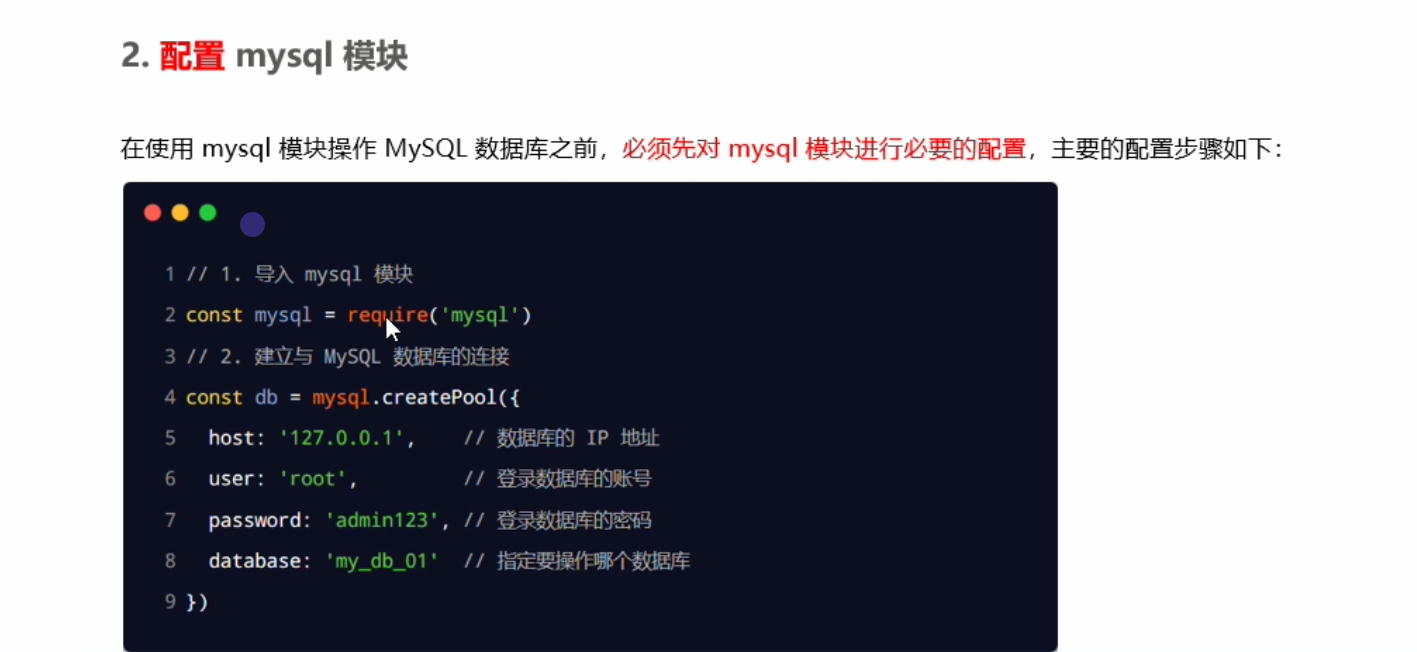 2. 配置 mysql 模块
在使用 mysql 模块操作 MySQL 数据库之前，必须先对 mysql 模块进行必要的配置，主要的配置步骤如下：
1 // 1. 导入 mysql 模块
2 const mysql = require('mysql')
3 // 2. 建立与 MySQL 数据库的连接
4 const db = mysql.createPool({
5   host: '127.0.0.1',    // 数据库的 IP 地址
6   user: 'root',         // 登录数据库的账号
7   password: 'admin123', // 登录数据库的密码
8   database: 'my_db_01'  // 指定要操作哪个数据库
9 })